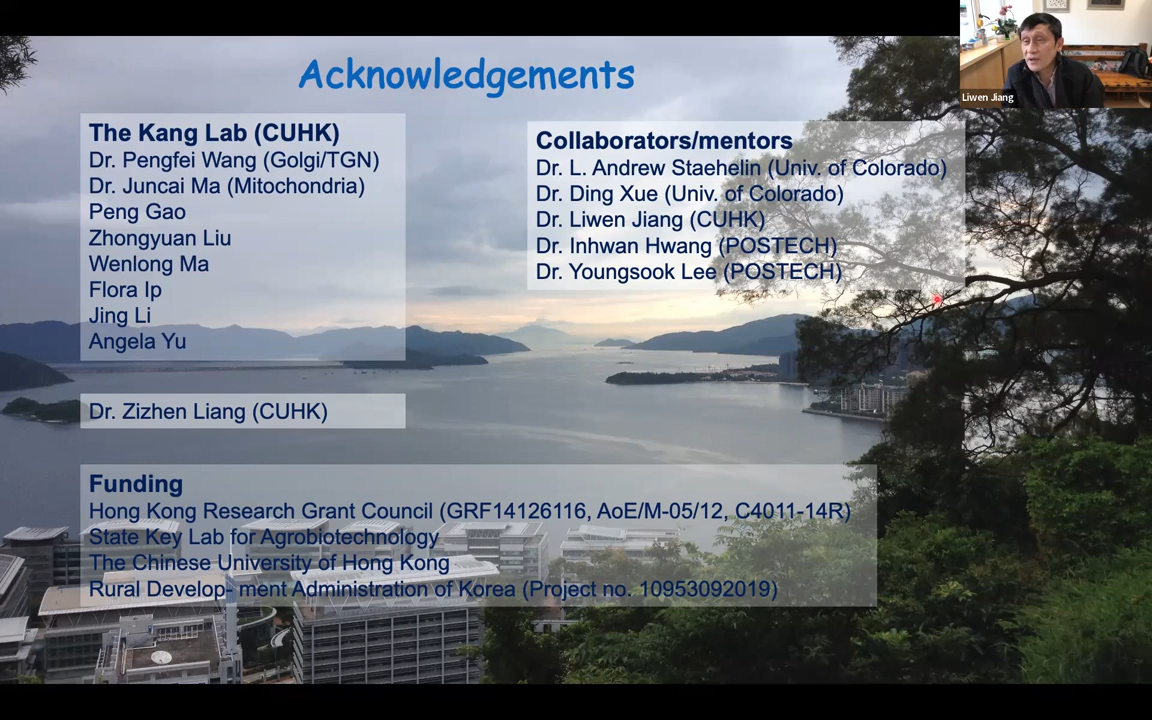 Acknowledgements
The Kang Lab (CUHK)
Dr. Pengfei Wang (Golgi/TGN)
Dr. Juncai Ma (Mitochondria)
Peng Gao
Zhongyuan Liu
Wenlong Ma
Flora Ip
Jing Li
Angela Yu
Dr. Zizhen Liang (CUHK)
Collaborators/mentors
Dr. L. Andrew Staehelin (Univ. of Colorado)
Dr. Ding Xue (Univ. of Colorado)
Dr. Liwen Jiang (CUHK)
Dr. Inhwan Hwang (POSTECH)
Dr. Youngsook Lee (POSTECH)
Funding
Hong Kong Research Grant Council (GRF14126116, AoE/M-05/12, C4011-14R)
State Key Lab for Agrobiotechnology
The Chinese University of Hong Kong
Rural Develop- ment Administration of Korea (Project no. 10953092019)
Liwen Jiang